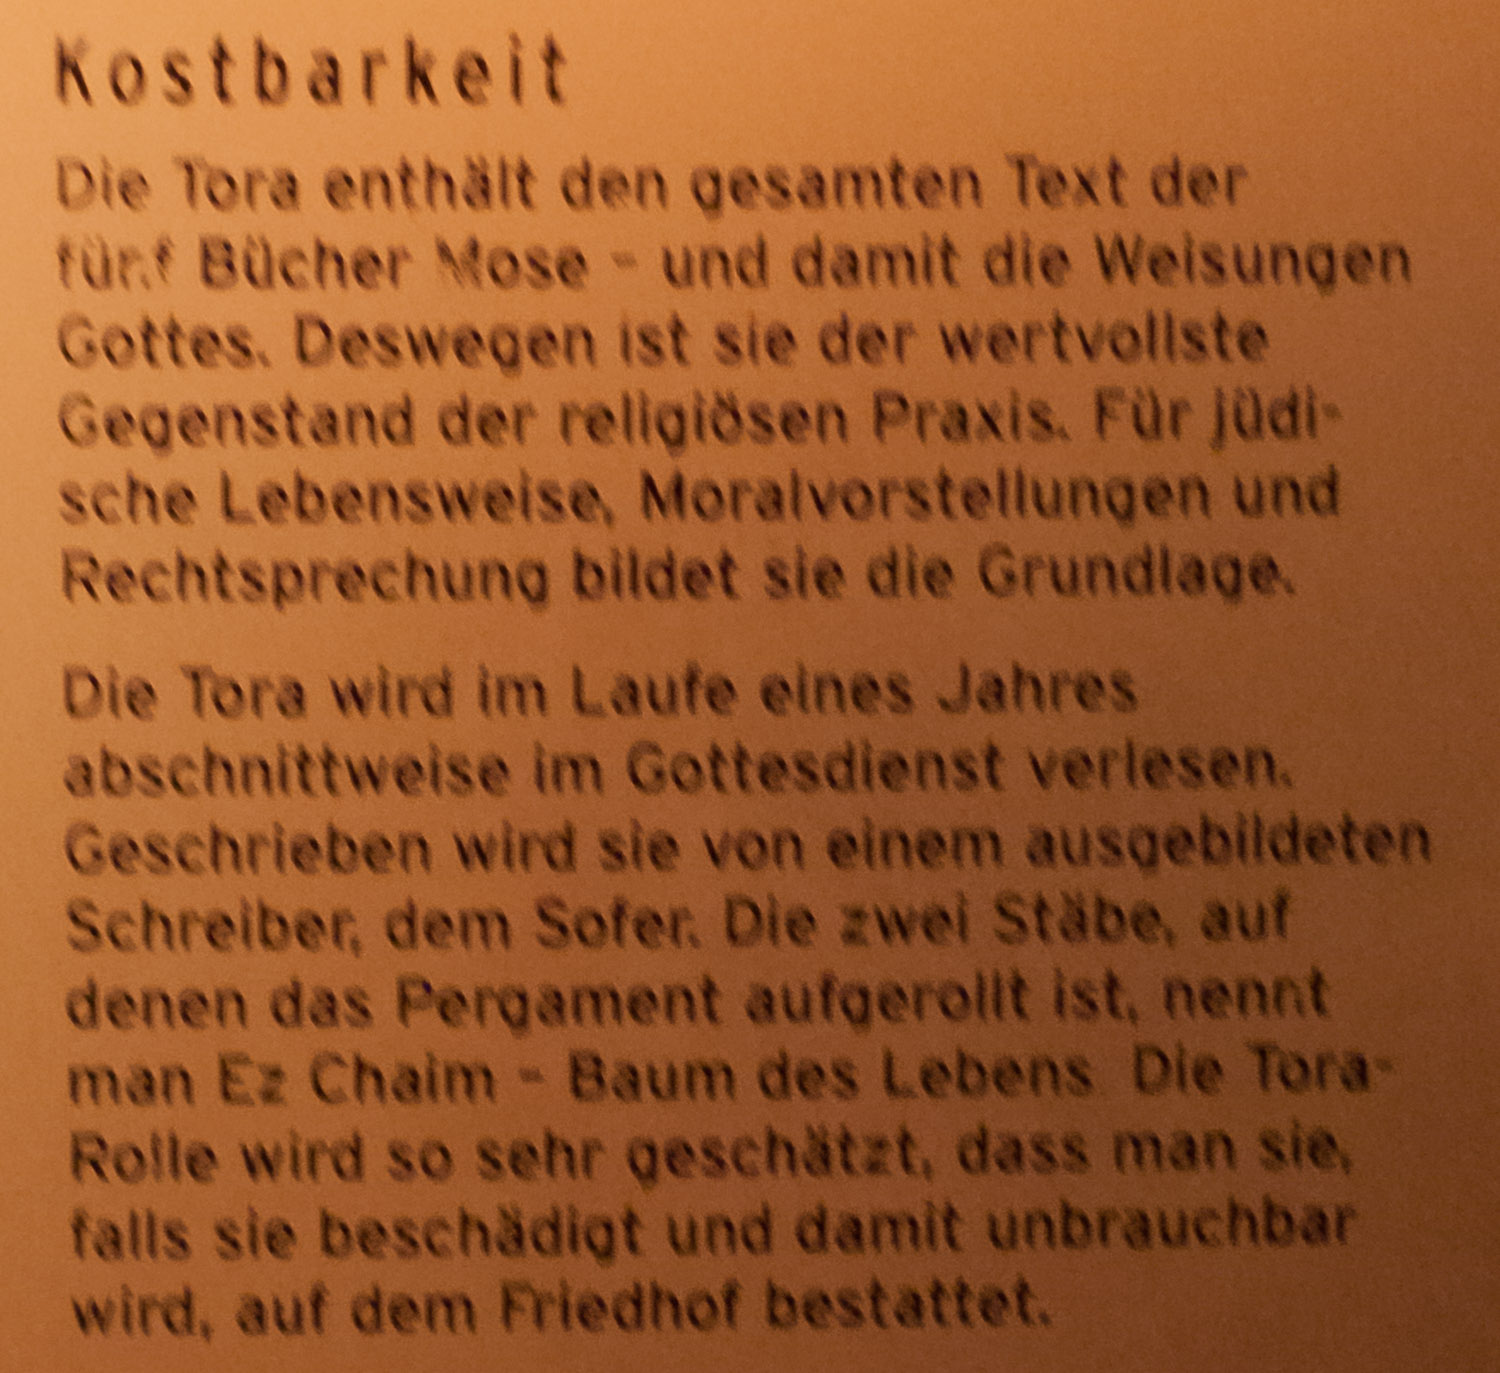 Kostbarkeit
Die Tora enthält den gesamten Text der
fünf Bücher Mose - und damit die Weisungen
Gottes. Deswegen ist sie der wertvollste
Gegenstand der religiösen Praxis. Für jüdi-
sche Lebensweise, Moralvorstellungen und
Rechtsprechung bildet sie die Grundlage.
Die Tora wird im Laufe eines Jahres
abschnittweise im Gottesdienst verlesen.
Geschrieben wird sie von einem ausgebildeten
Schreiber, dem Sofer. Die zwei Stäbe, auf
denen das Pergament aufgerollt ist, nennt
man Ez Chaim - Baum des Lebens. Die Tora-
Rolle wird so sehr geschätzt, dass man sie,
falls sie beschädigt und damit unbrauchbar
wird, auf dem Friedhof bestattet.